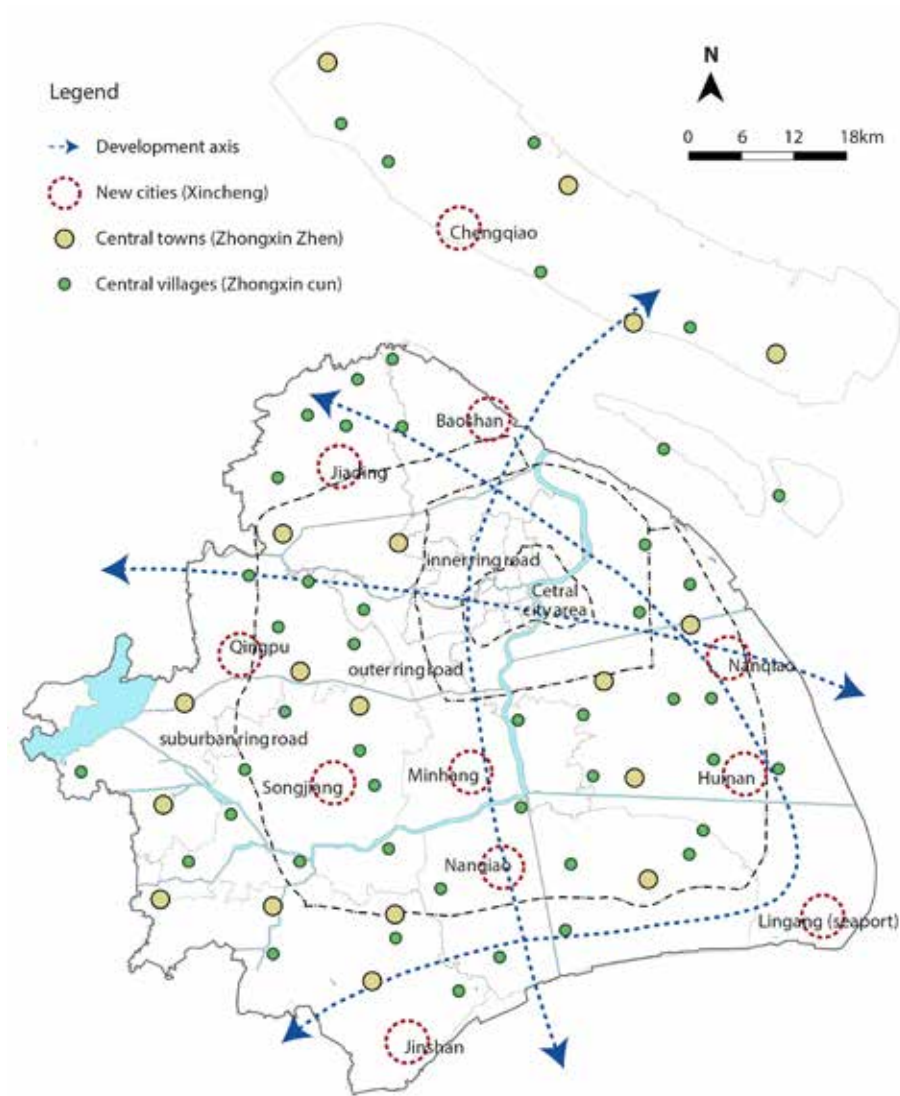 N
Legend
0 6 12 18km
Development axis
New cities (Xincheng)
Central towns (Zhongxin Zhen)
Chengqiao
Central villages (Zhongxin cun)
Baoshan
Jiading
inner ring road
Cetral
city area
Qingpu
outer ring road
Nanqiao
suburban ring road
Songjiang
Minhang
Huinan
Nanqiao
Lingang (seaport)
Jinshan